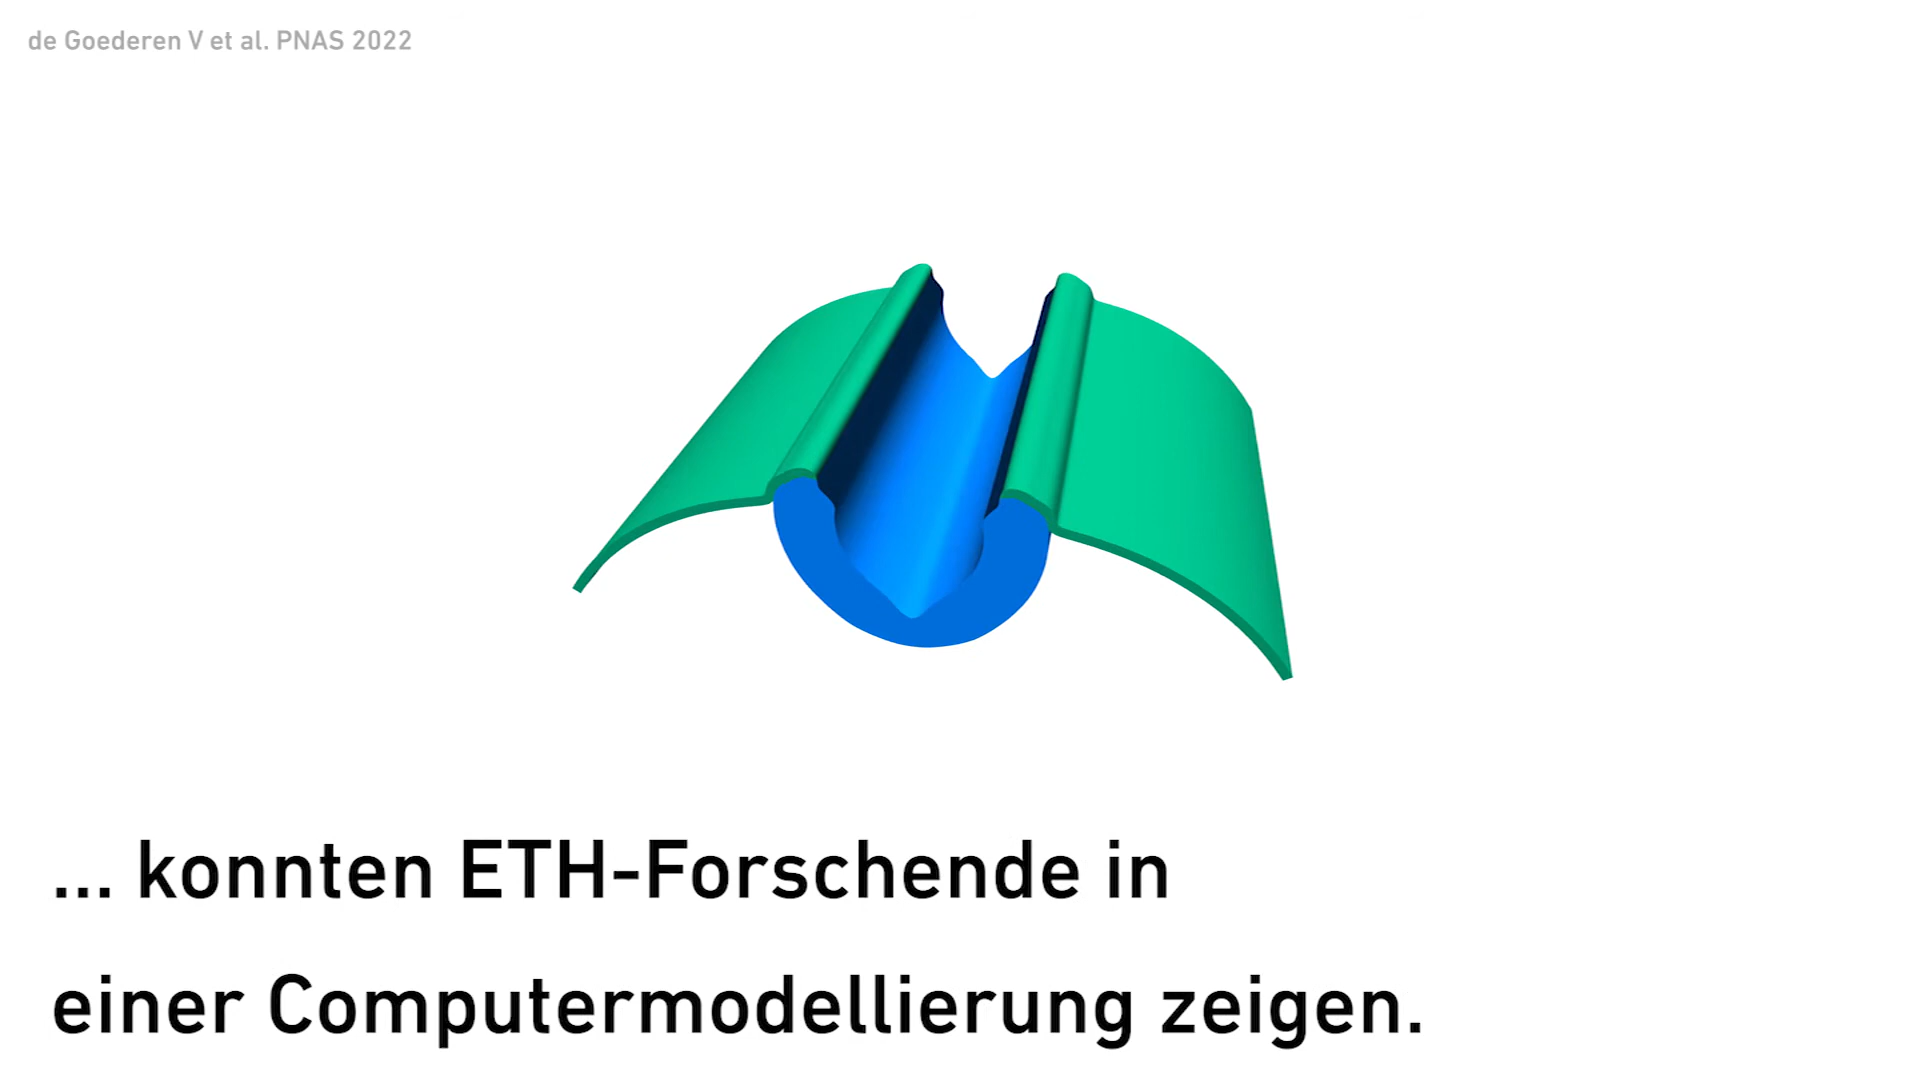 de Goederen V et al. PNAS 2022
... konnten ETH-Forschende in
einer Computermodellierung zeigen.